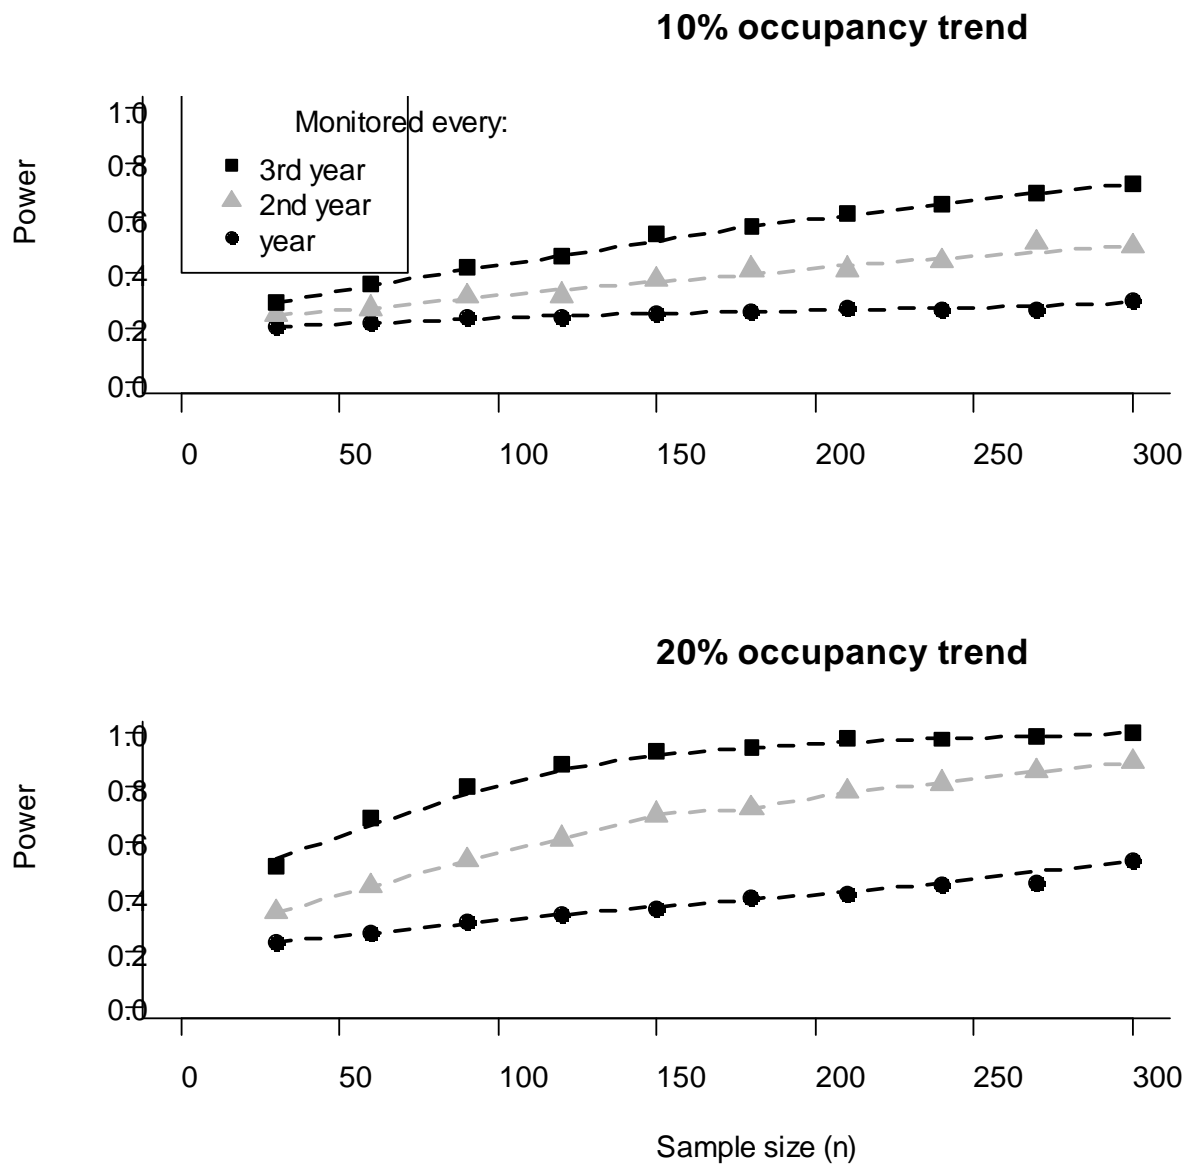 10% occupancy trend
Power
1.0
0.8
0.6
0.4
0.2
0.0
Monitored every:
3rd year
2nd year
year
0 50 100 150 200 250 300
20% occupancy trend
Power
1.0
0.8
0.6
0.4
0.2
0.0
0 50 100 150 200 250 300
Sample size (n)